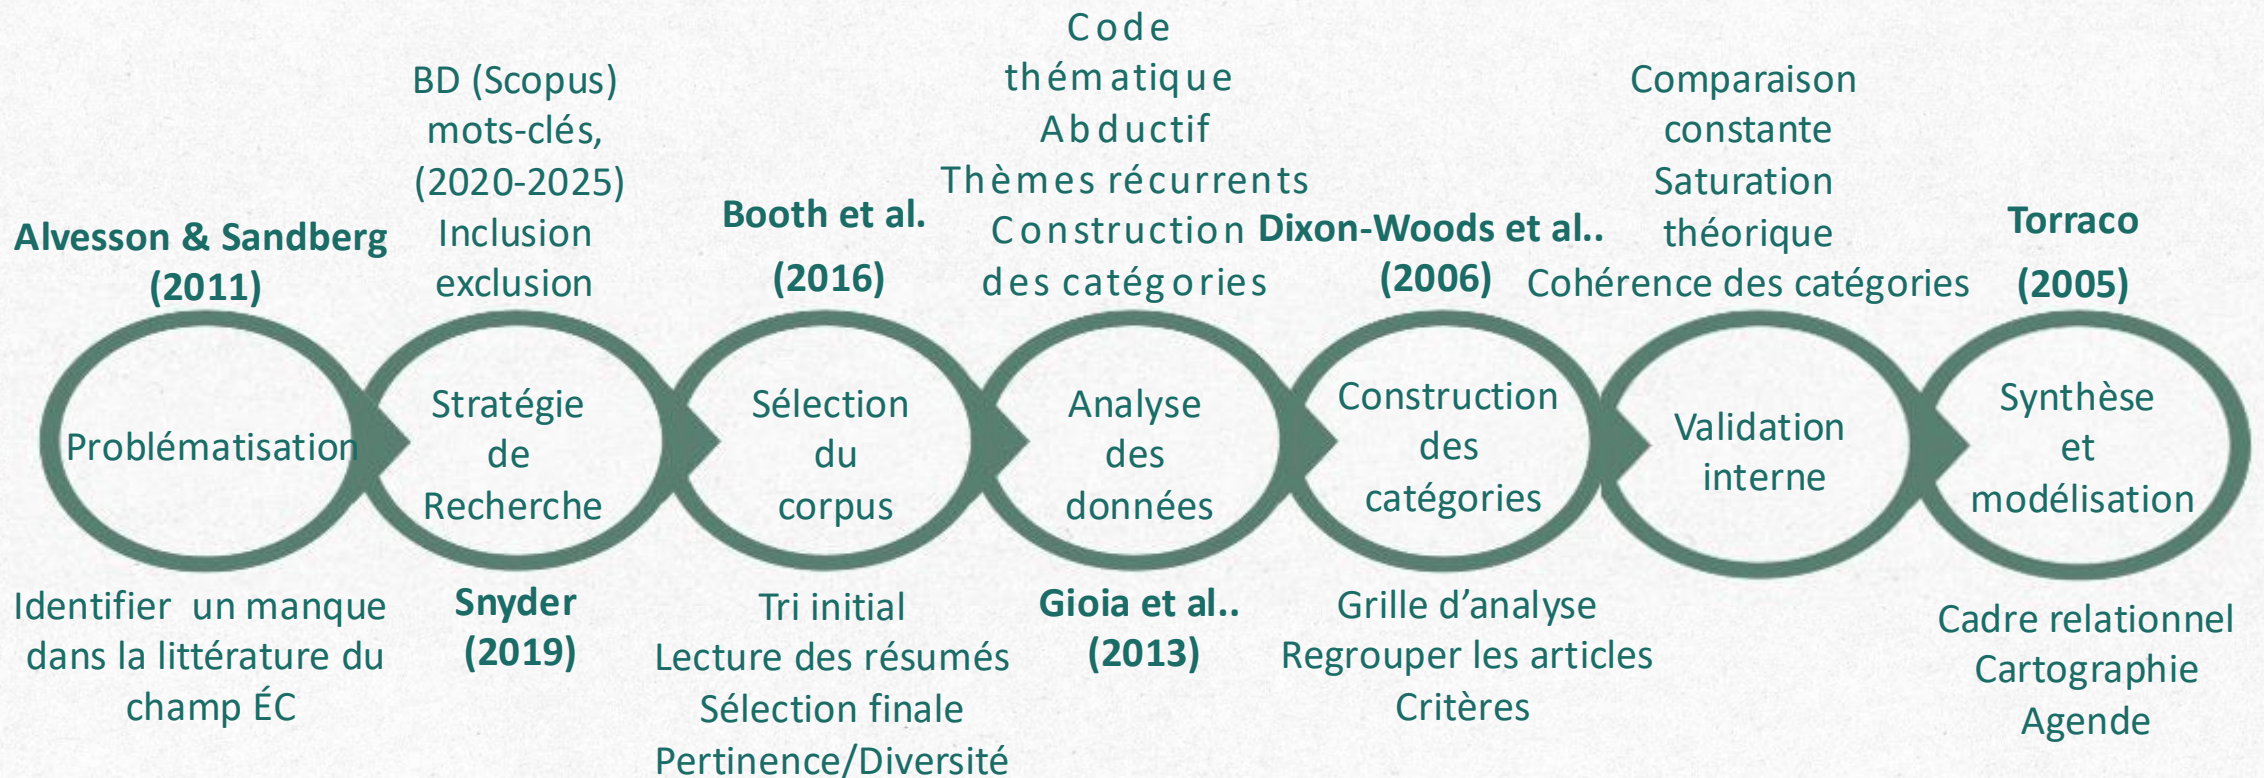 Alvesson & Sandberg
(2011)
Problématisation
Identifier un manque
dans la littérature du
champ ÉC
BD (Scopus)
mots-clés,
(2020-2025)
Inclusion
exclusion
Stratégie
de
Recherche
Snyder
(2019)
Booth et al.
(2016)
Sélection
du
corpus
Tri initial
Lecture des résumés
Sélection finale
Pertinence/Diversité
Code
thématique
Abductif
Thèmes récurrents
Construction
des catégories
Analyse
des
données
Gioia et al..
(2013)
Dixon-Woods et al..
(2006)
Construction
des
catégories
Grille d’analyse
Regrouper les articles
Critères
Comparaison
constante
Saturation
théorique
Cohérence des catégories
Validation
interne
Torraco
(2005)
Synthèse
et
modélisation
Cadre relationnel
Cartographie
Agende